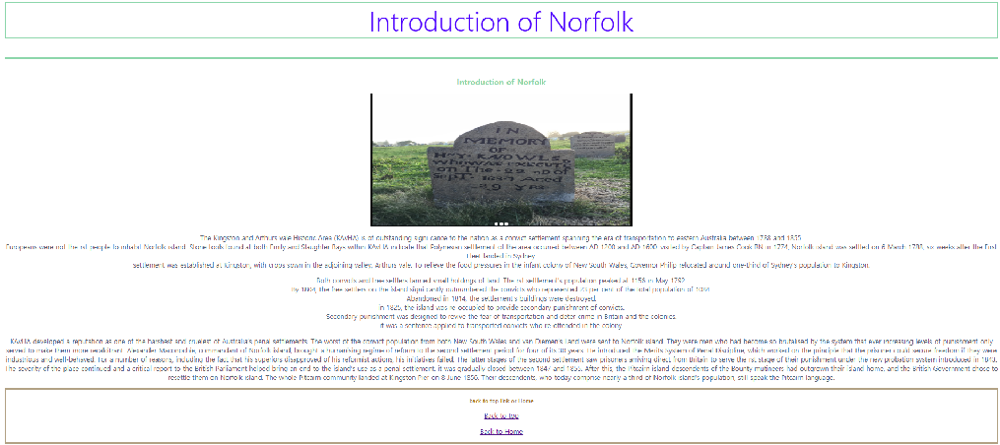 Introduction of Norfolk
Introduction of Norfolk
IN
MEMORY
OF
The Kingston and Arthurs Vale Historic Area (KAVHA) is of outstanding signi cance to the nation as a convict settlement spanning the era of transportation to eastern Australia between 1788 and 1855.
Europeans were not the rst people to inhabit Norfolk island. Stone tools found at both Emily and Slaughter Bays within KAVHA indicate that Polynesian settlement of the area occurred between AD 1200 and AD 1600. visited by Captain James Cook RN in 1774, Norfolk Island was settled on 6 March 1788, six weeks after the First
Fleet landed in Sydney.
settlement was established at Kingston, with crops sown in the adjoining valley, Arthurs Vale. To relieve the food pressures in the infant colony of New South Wales, Governor Philip relocated around one-third of Sydney's population to Kingston.
Both convicts and free settlers farmed small holdings of land. The rst settlement's population peaked at 1156 in May 1792.
By 1804, the free settlers on the island signi cantly outnumbered the convicts who represented 23 per cent of the total population of 1084.
Abandoned in 1814, the settlement's buildings were destroyed.
In 1825, the island was re-occupied to provide secondary punishment of convicts.
Secondary punishment was designed to revive the fear of transportation and deter crime in Britain and the colonies.
It was a sentence applied to transported convicts who re-offended in the colony.
KAVHA developed a reputation as one of the harshest and cruelest of Australia's penal settlements. The worst of the convict population from both New South Wales and Van Diemen's Land were sent to Norfolk Island. They were men who had become so brutalised by the system that ever increasing levels of punishment only
served to make them more recalcitrant. Alexander Maconochie, commandant of Norfolk Island, brought a humanising regime of reform to the second settlement period for four of its 30 years. He introduced the Merits System of Penal Discipline, which worked on the principle that the prisoner could secure freedom if they were
industrious and well-behaved. For a number of reasons, including the fact that his superiors disapproved of his reformist actions, his initiatives failed. The latter stages of the second settlement saw prisoners arriving direct from Britain to serve the rst stage of their punishment under the new probation system introduced in 1843.
The severity of the place continued and a critical report to the British Parliament helped bring an end to the island's use as a penal settlement. It was gradually closed between 1847 and 1855. After this, the Pitcairn Island descendents of the Bounty mutineers had outgrown their island home, and the British Government chose to
resettle them on Norfolk Island. The whole Pitcairn community landed at Kingston Pier on 8 June 1856. Their descendents, who today comprise nearly a third of Norfolk Island's population, still speak the Pitcairn language.
back to top link or Home
Back to Top
Back to Home